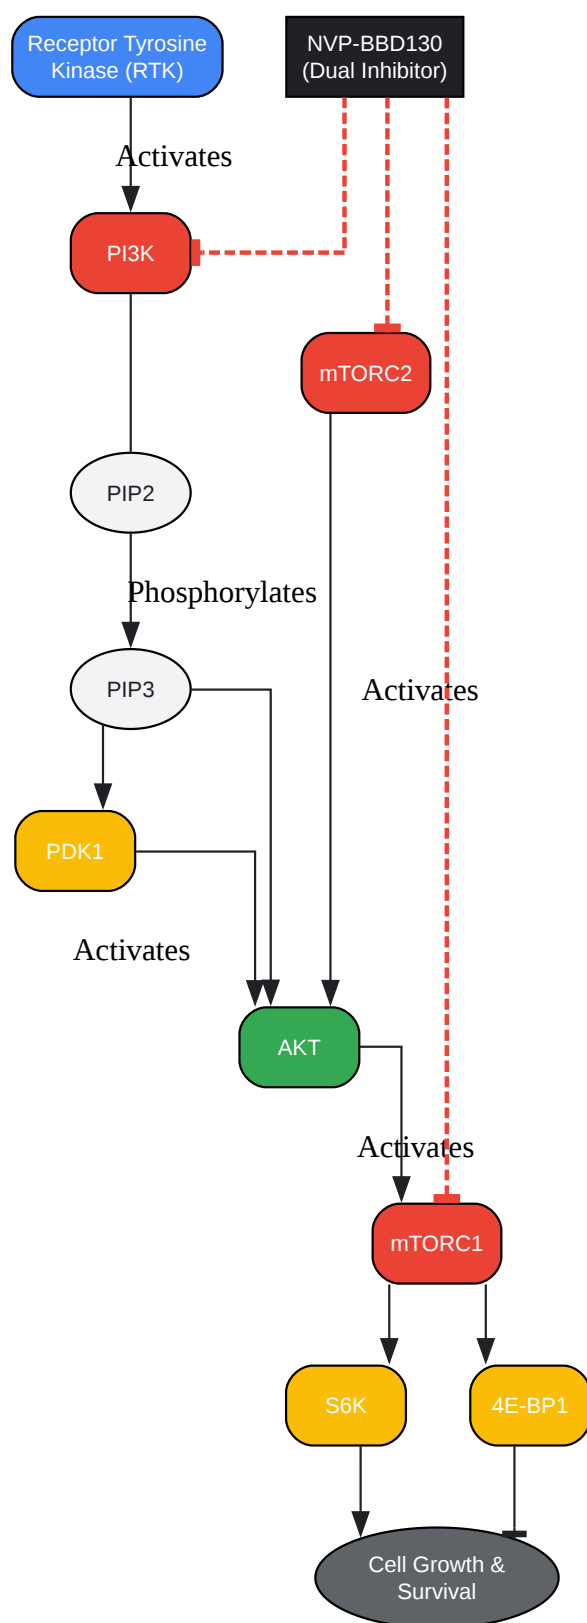 Receptor Tyrosine
Kinase (RTK)
NVP-BBD130
(Dual Inhibitor)
Activates
PI3K
mTORC2
PIP2
Phosphorylates
PIP3
Activates
PDK1
Activates
AKT
Activates
mTORC1
S6K
4E-BP1
Cell Growth &
Survival